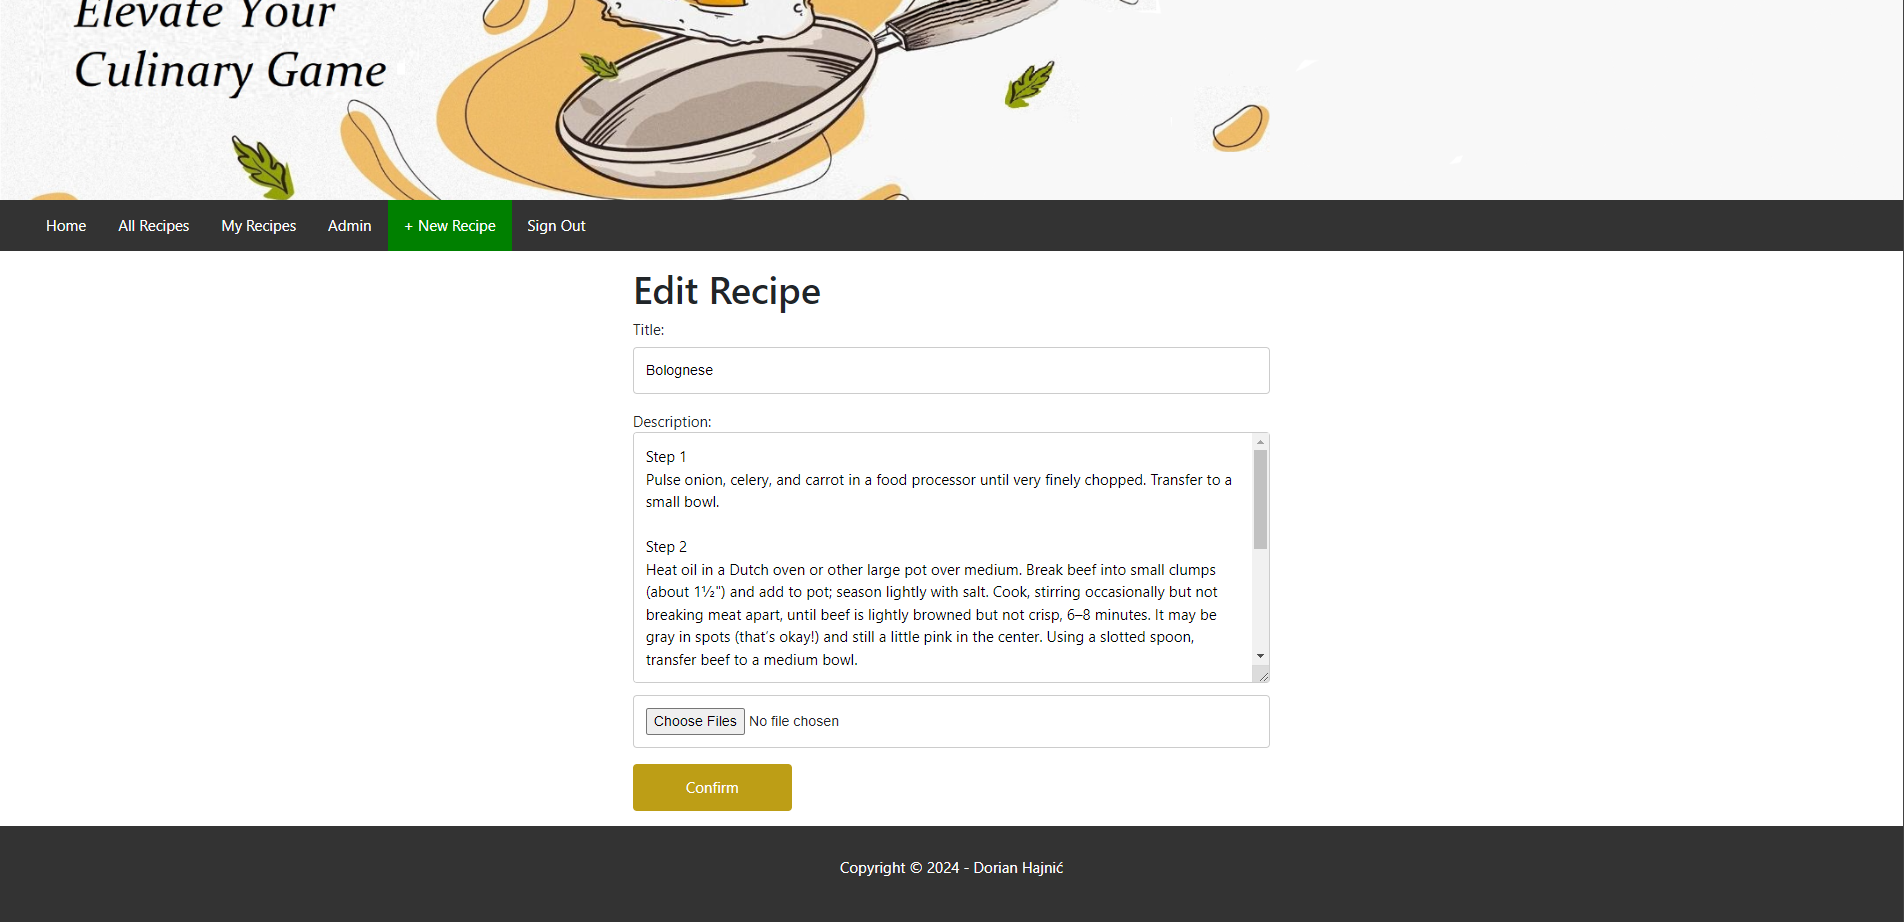 Elevate Your
Culinary Game
Home All Recipes My Recipes Admin + New Recipe Sign Out
Edit Recipe
Title:
Bolognese
Description:
Step 1
Pulse onion, celery, and carrot in a food processor until very finely chopped. Transfer to a
small bowl.
Step 2
Heat oil in a Dutch oven or other large pot over medium. Break beef into small clumps
(about 1½") and add to pot; season lightly with salt. Cook, stirring occasionally but not
breaking meat apart, until beef is lightly browned but not crisp, 6–8 minutes. It may be
gray in spots (that’s okay!) and still a little pink in the center. Using a slotted spoon,
transfer beef to a medium bowl.
Choose Files No file chosen
Confirm
Copyright © 2024 - Dorian Hajnić